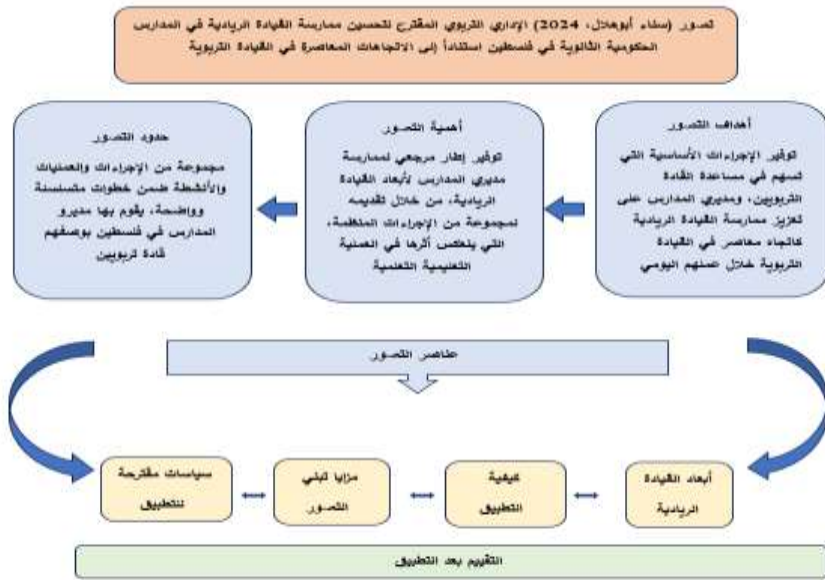 تصور (سناء أبوهلال، 2024) الإداري التربوي المقترح لتحسين ممارسة القيادة الريادية في المدارس
الحكومية الثانوية في فلسطين استناداً إلى الاتجاهات المعاصرة في القيادة التربوية
أهداف التصور
توفير الإجراءات الأساسية التي
تسهم في مساعدة القادة
التربويين، ومديري المدارس على
تعزيز ممارسة القيادة الريادية
كاتجاه معاصر في القيادة
التربوية خلال عملهم اليومي
أهمية التصور
توفير إطار مرجعي لممارسة
مديري المدارس لأبعاد القيادة
الريادية، من خلال تقديمه
لمجموعة من الإجراءات المنظمة،
التي ينعكس أثرها في العملية
التعليمية التعلمية
حدود التصور
مجموعة من الإجراءات والعمليات
والأنشطة ضمن خطوات متسلسلة
وواضحة، يقوم بها مديرو
المدارس في فلسطين بوصفهم
قادة تربويين
عناصر التصور
أبعاد القيادة
الريادية
كيفية
التطبيق
مزايا تبني
التصور
سياسات مقترحة
للتطبيق
التقييم بعد التطبيق